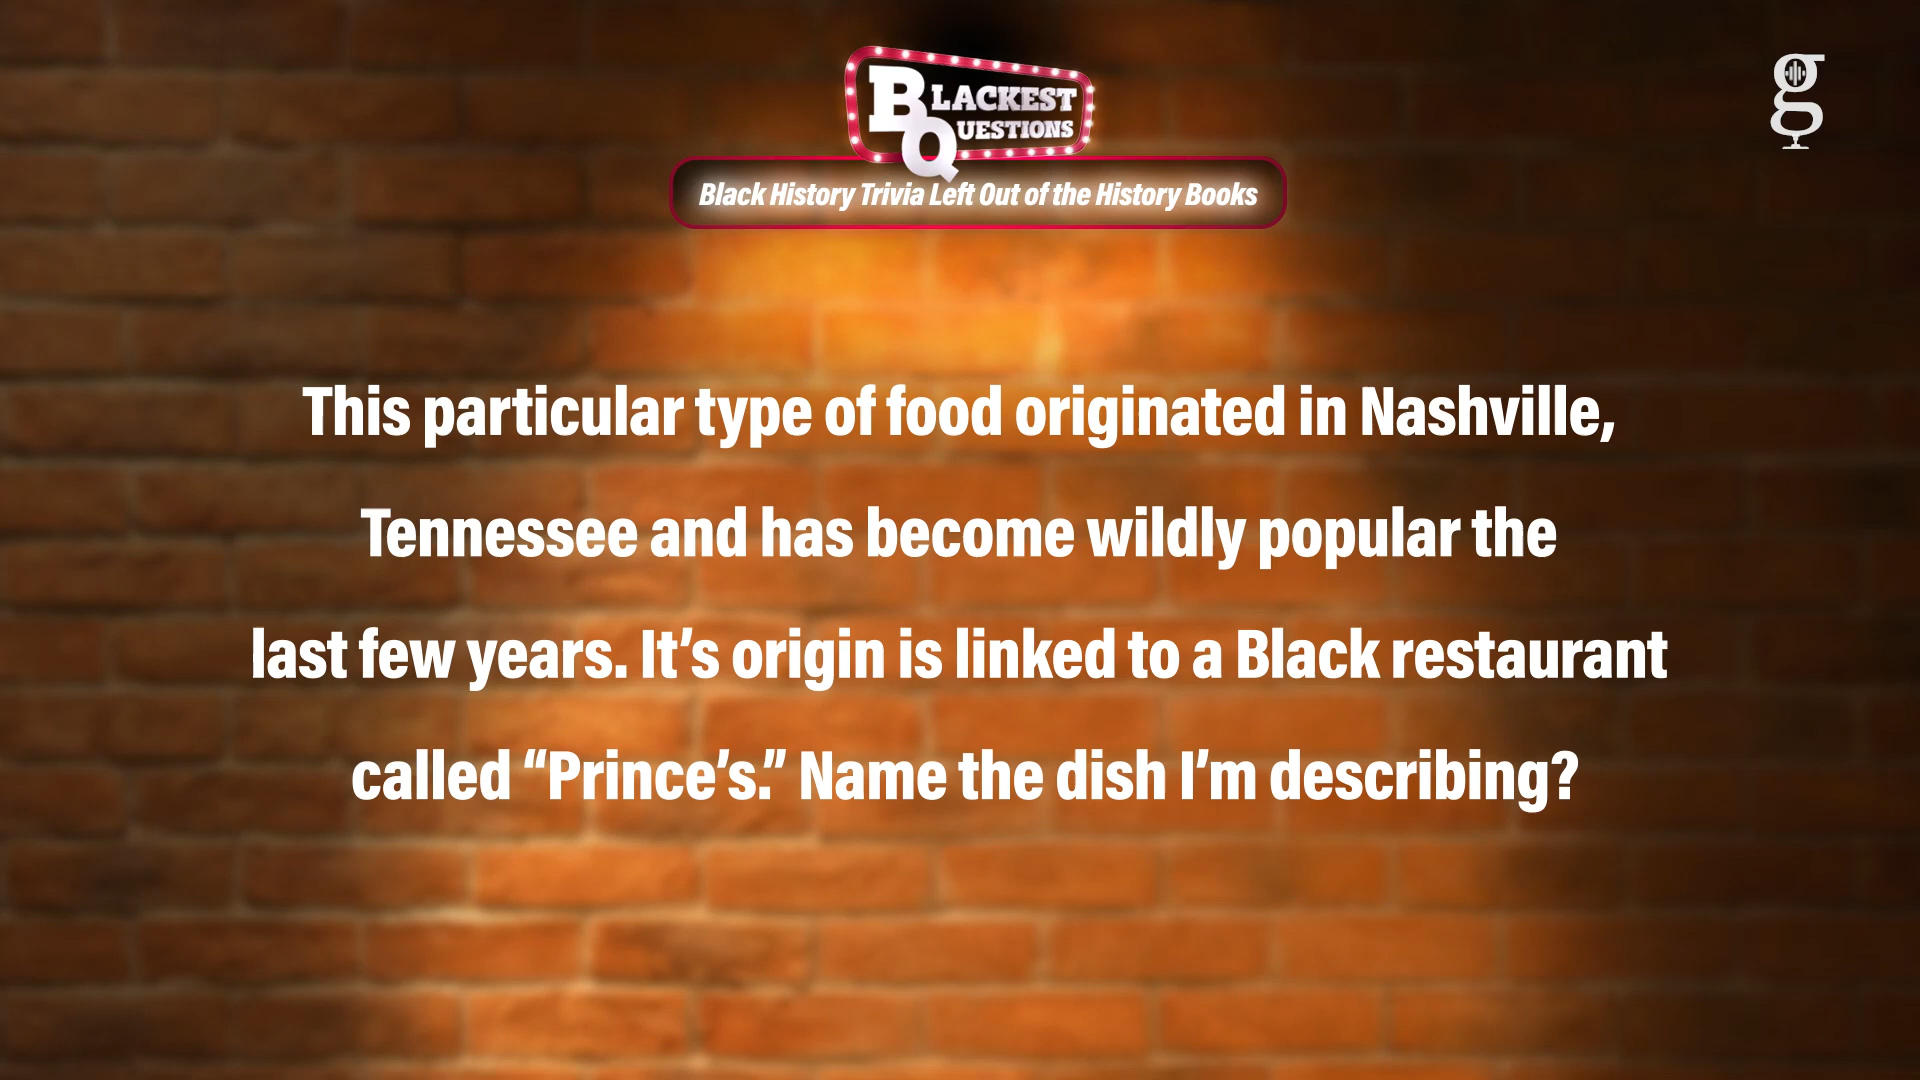 BLACKEST
QUESTIONS
Black History Trivia Left Out of the History Books
g
This particular type of food originated in Nashville,
Tennessee and has become wildly popular the
last few years. It’s origin is linked to a Black restaurant
called “Prince’s.” Name the dish I’m describing?